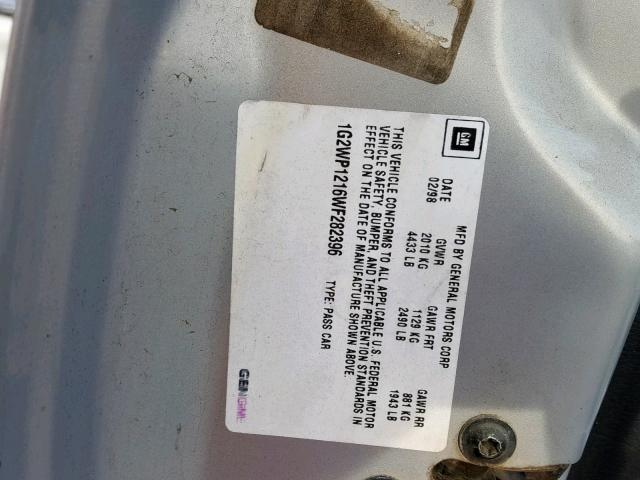 GM
MFD BY GENERAL MOTORS CORP
DATE GVWR GAWR FRT GAWR RR
02/98 2010 KG 1129 KG 881 KG
4433 LB 2490 LB 1943 LB
THIS VEHICLE CONFORMS TO ALL APPLICABLE U.S. FEDERAL MOTOR
VEHICLE SAFETY, BUMPER, AND THEFT PREVENTION STANDARDS IN
EFFECT ON THE DATE OF MANUFACTURE SHOWN ABOVE.
1G2WP1216WF282396 TYPE: PASS CAR
GENGME